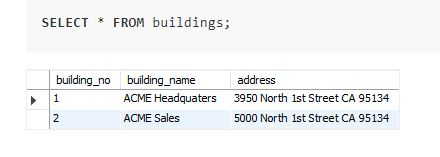 SELECT * FROM buildings;
building_no building_name address
1 ACME Headquaters 3950 North 1st Street CA 95134
2 ACME Sales 5000 North 1st Street CA 95134